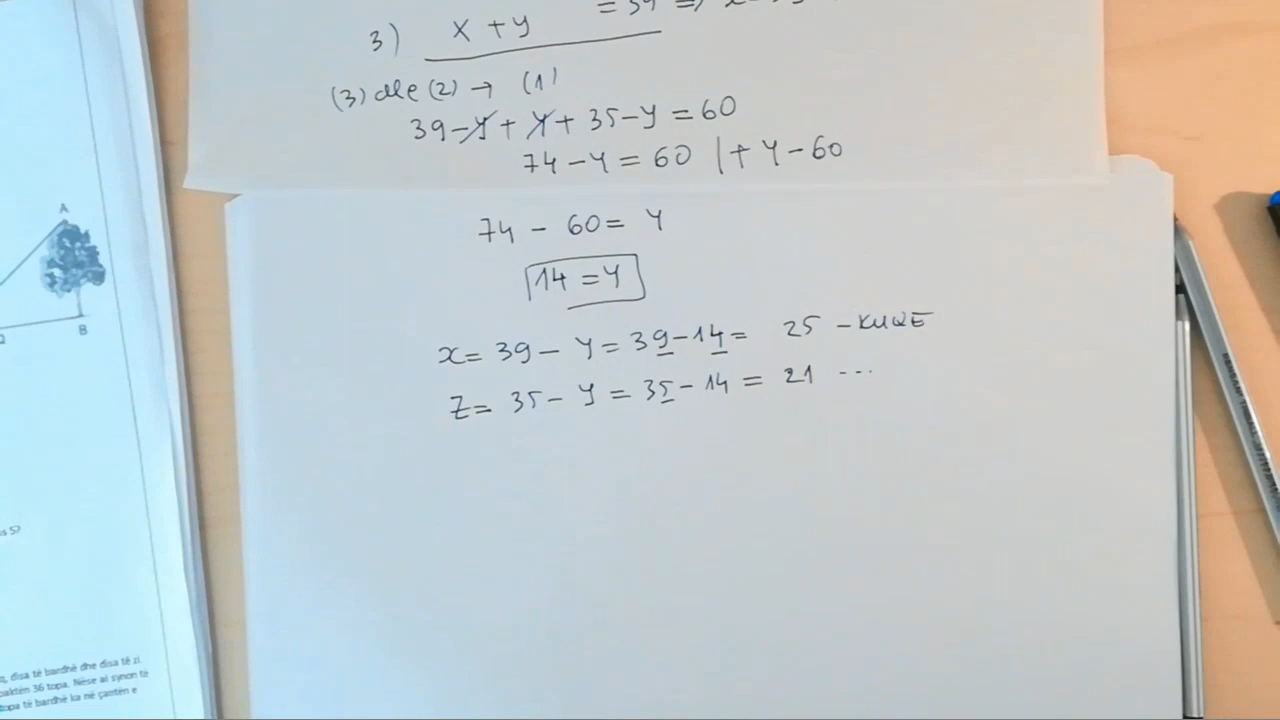 3) x + y = 39 =>
(3) dhe (2) → (1)
39 - y + y + 35 - y = 60
74 - y = 60 | + y - 60
74 - 60 = y
14 = y
x = 39 - y = 39 - 14 = 25 - KUQE
z = 35 - y = 35 - 14 = 21 ...
A
B
disa të bardhë dhe disa të zi.
36 topa. Nëse ai synon të
topa të bardhë ka në çantën e